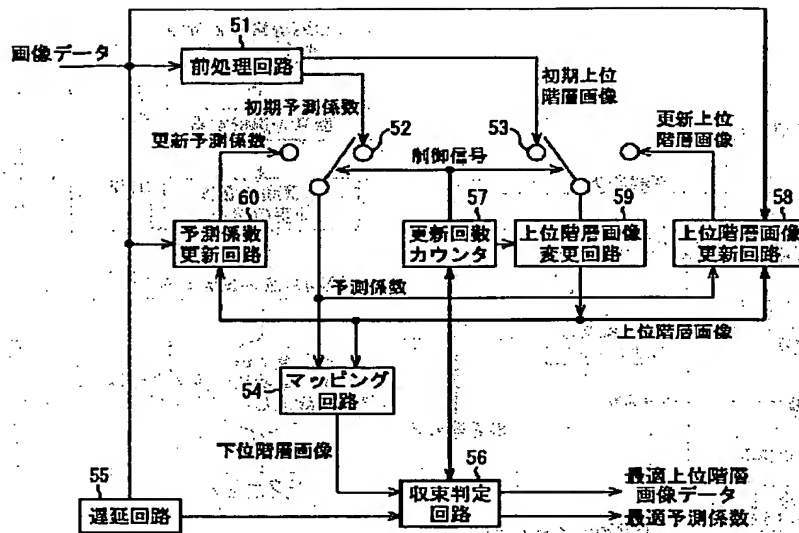 画像データ
51
前処理回路
初期予測係数
初期上位
階層画像
更新予測係数
52
53
更新上位
階層画像
制御信号
60
予測係数
更新回路
57
更新回数
カウンタ
59
上位階層画像
変更回路
58
上位階層画像
更新回路
予測係数
上位階層画像
54
マッピング
回路
下位階層画像
55
遅延回路
56
収束判定
回路
最適上位階層
画像データ
最適予測係数